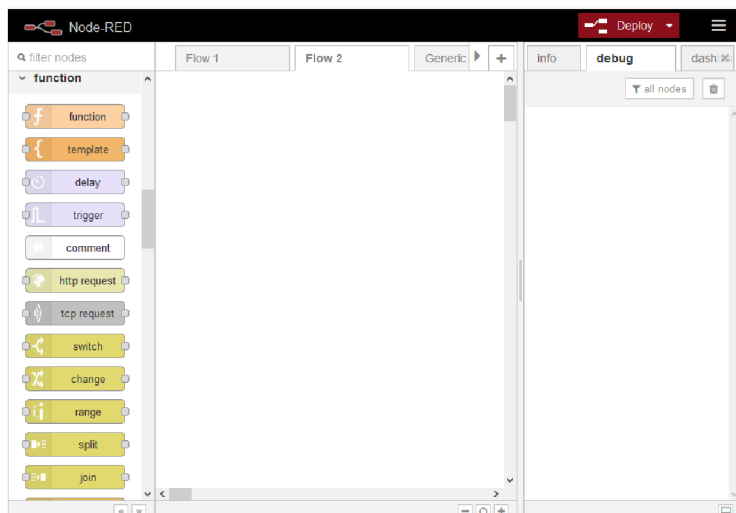 Node-RED
Deploy
filter nodes
Flow 1
Flow 2
Generic
info
debug
dash
function
all nodes
function
template
delay
trigger
comment
http request
tcp request
switch
change
range
split
join